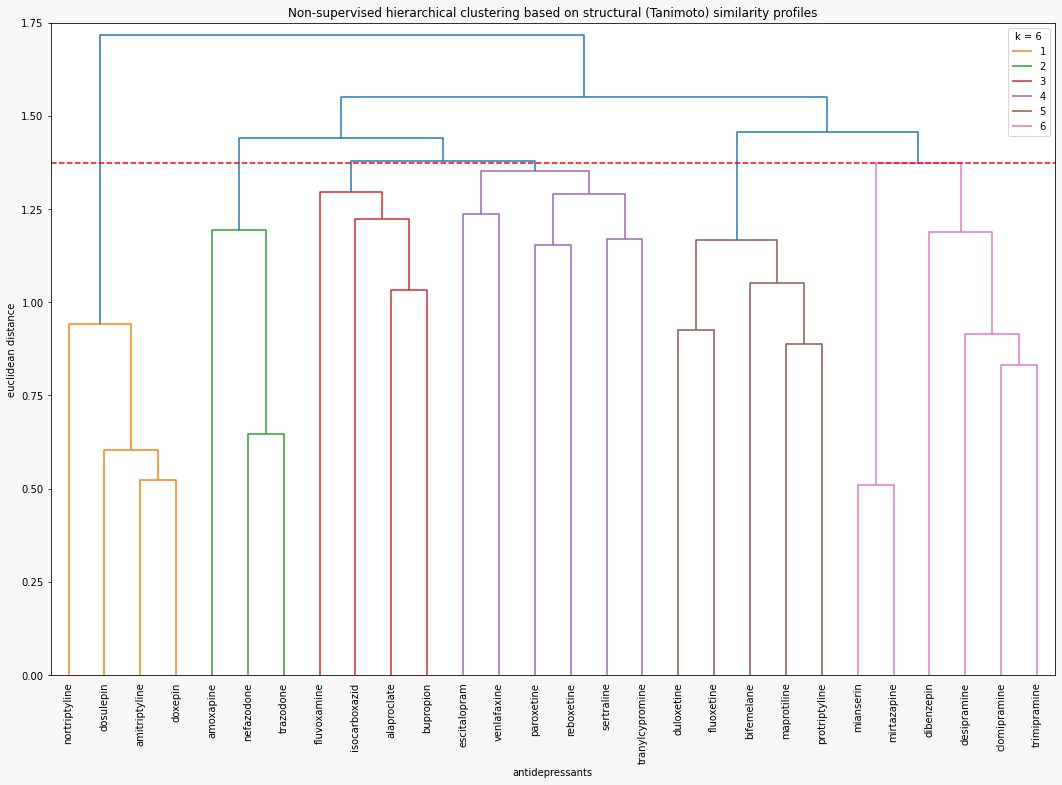 Non-supervised hierarchical clustering based on structural (Tanimoto) similarity profiles
k = 6
1
2
3
4
5
6
1.75
1.50
1.25
1.00
0.75
0.50
0.25
0.00
euclidean distance
nortriptyline
dosulepin
amitriptyline
doxepin
amoxapine
nefazodone
trazodone
fluvoxamine
isocarboxazid
alaproclate
bupropion
escitalopram
venlafaxine
paroxetine
reboxetine
sertraline
tranylcypromine
duloxetine
fluoxetine
bifemelane
maprotiline
protriptyline
mianserin
mirtazapine
dibenzepin
desipramine
clomipramine
trimipramine
antidepressants